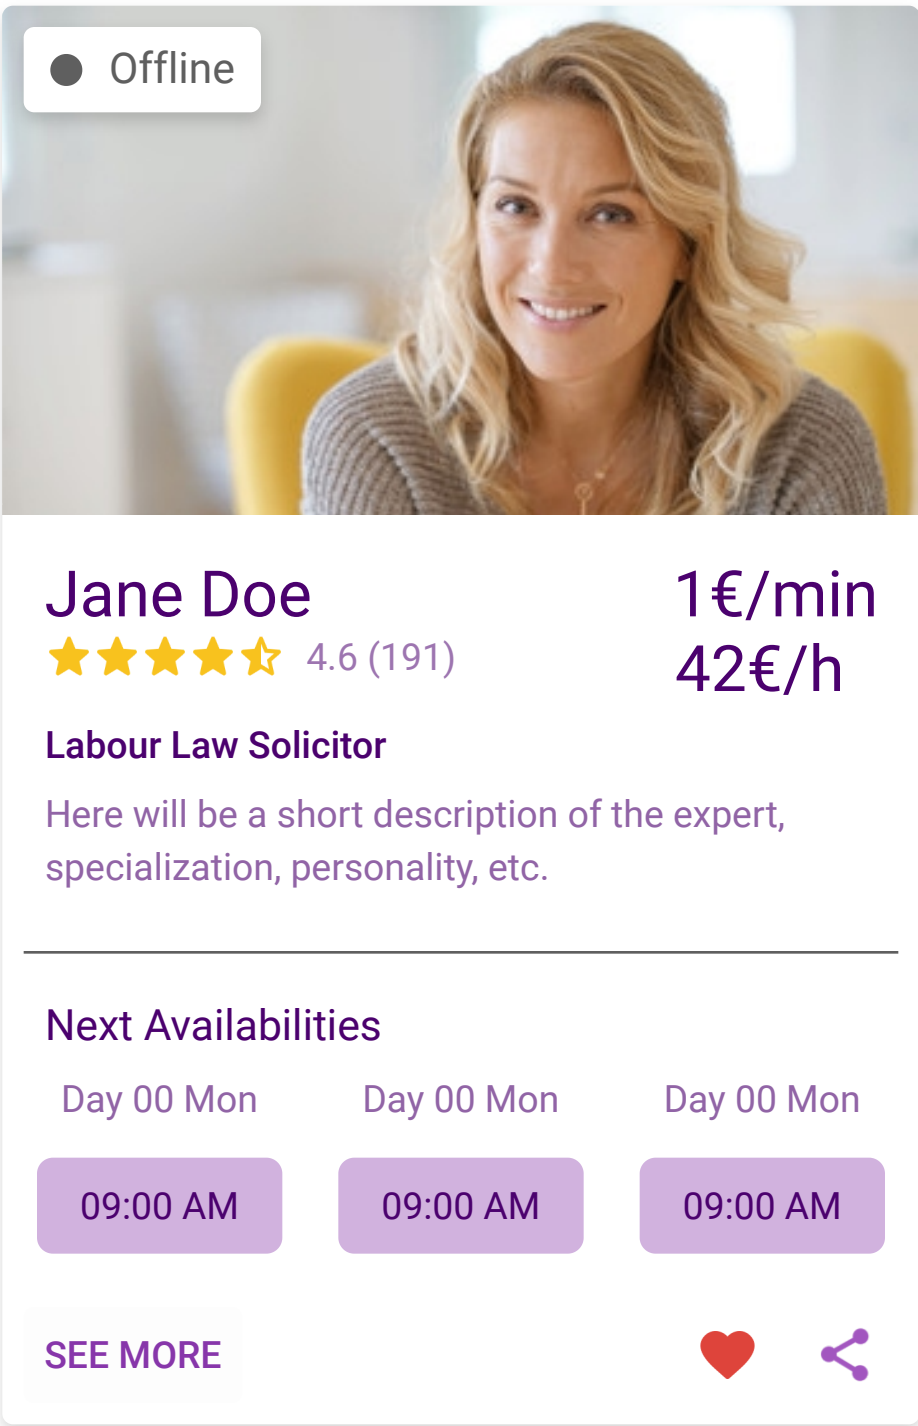 Offline
Jane Doe
1€/min
4.6 (191)
42€/h
Labour Law Solicitor
Here will be a short description of the expert,
specialization, personality, etc.
Next Availabilities
Day 00 Mon Day 00 Mon Day 00 Mon
09:00 AM 09:00 AM 09:00 AM
SEE MORE